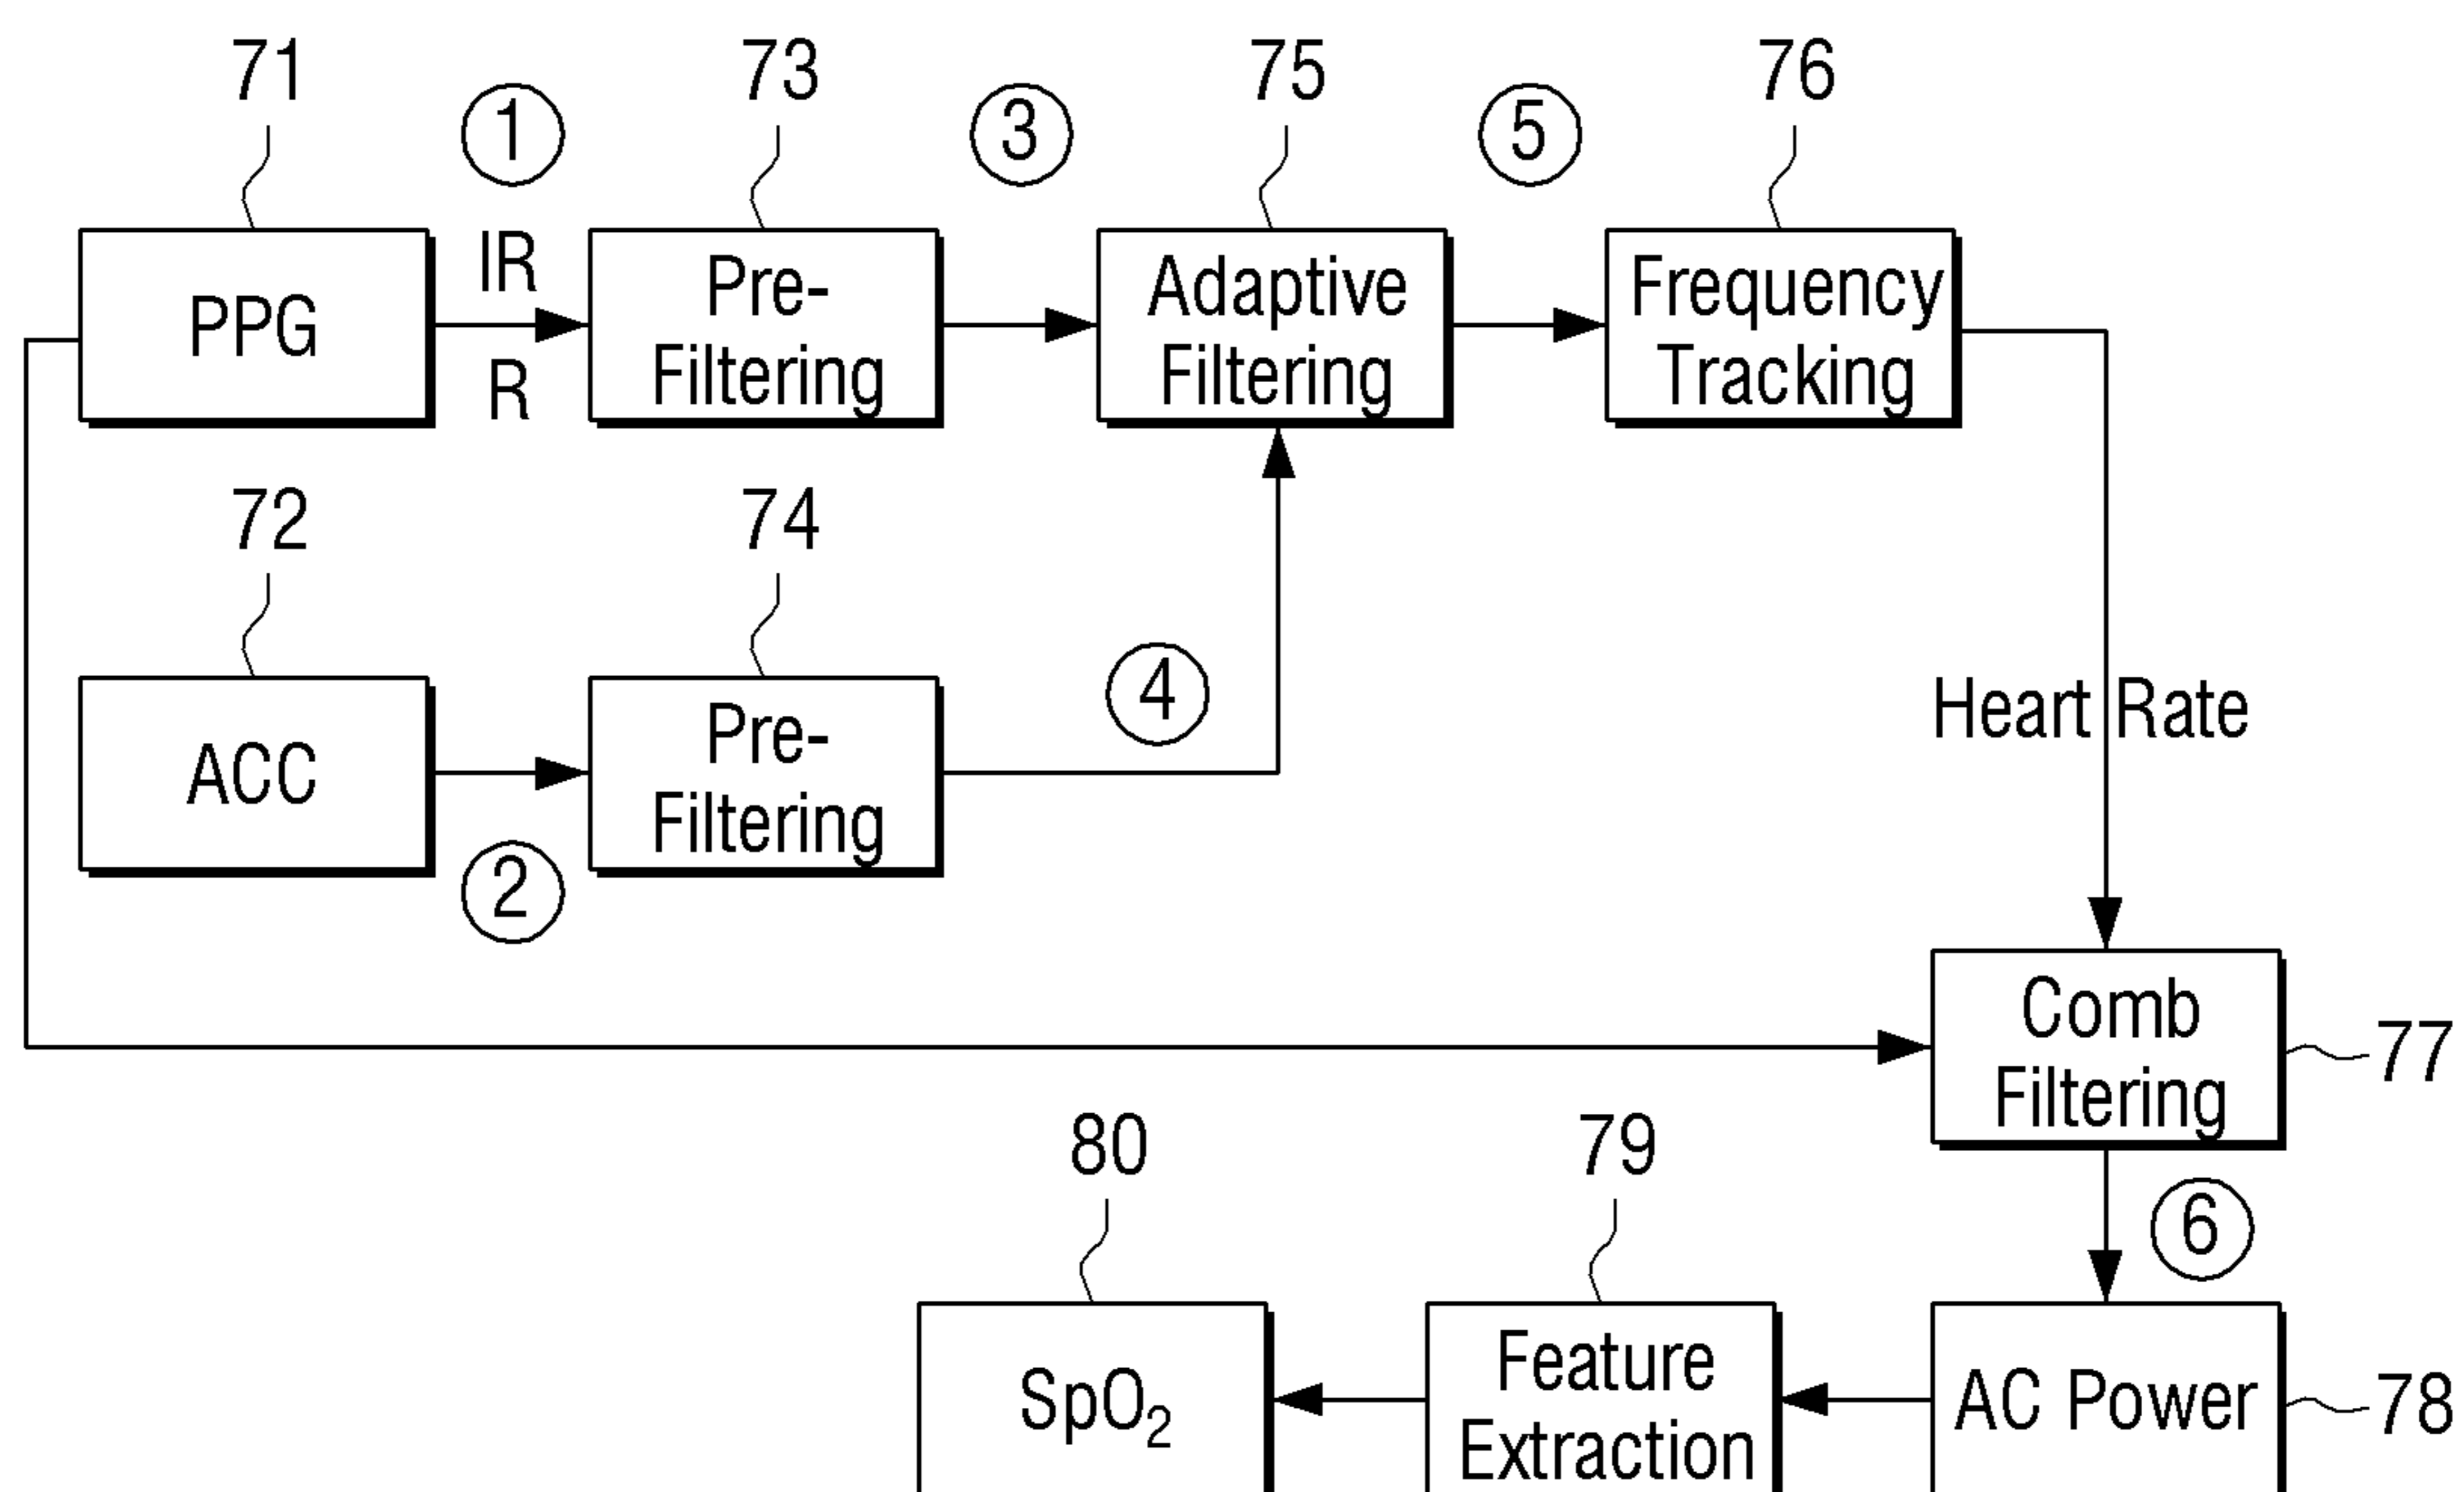 71
①
73
③
75
⑤
76
PPG
IR
R
Pre-
Filtering
Adaptive
Filtering
Frequency
Tracking
72
74
④
ACC
②
Pre-
Filtering
Heart Rate
Comb
Filtering
77
80
79
⑥
SpO₂
Feature
Extraction
AC Power
78